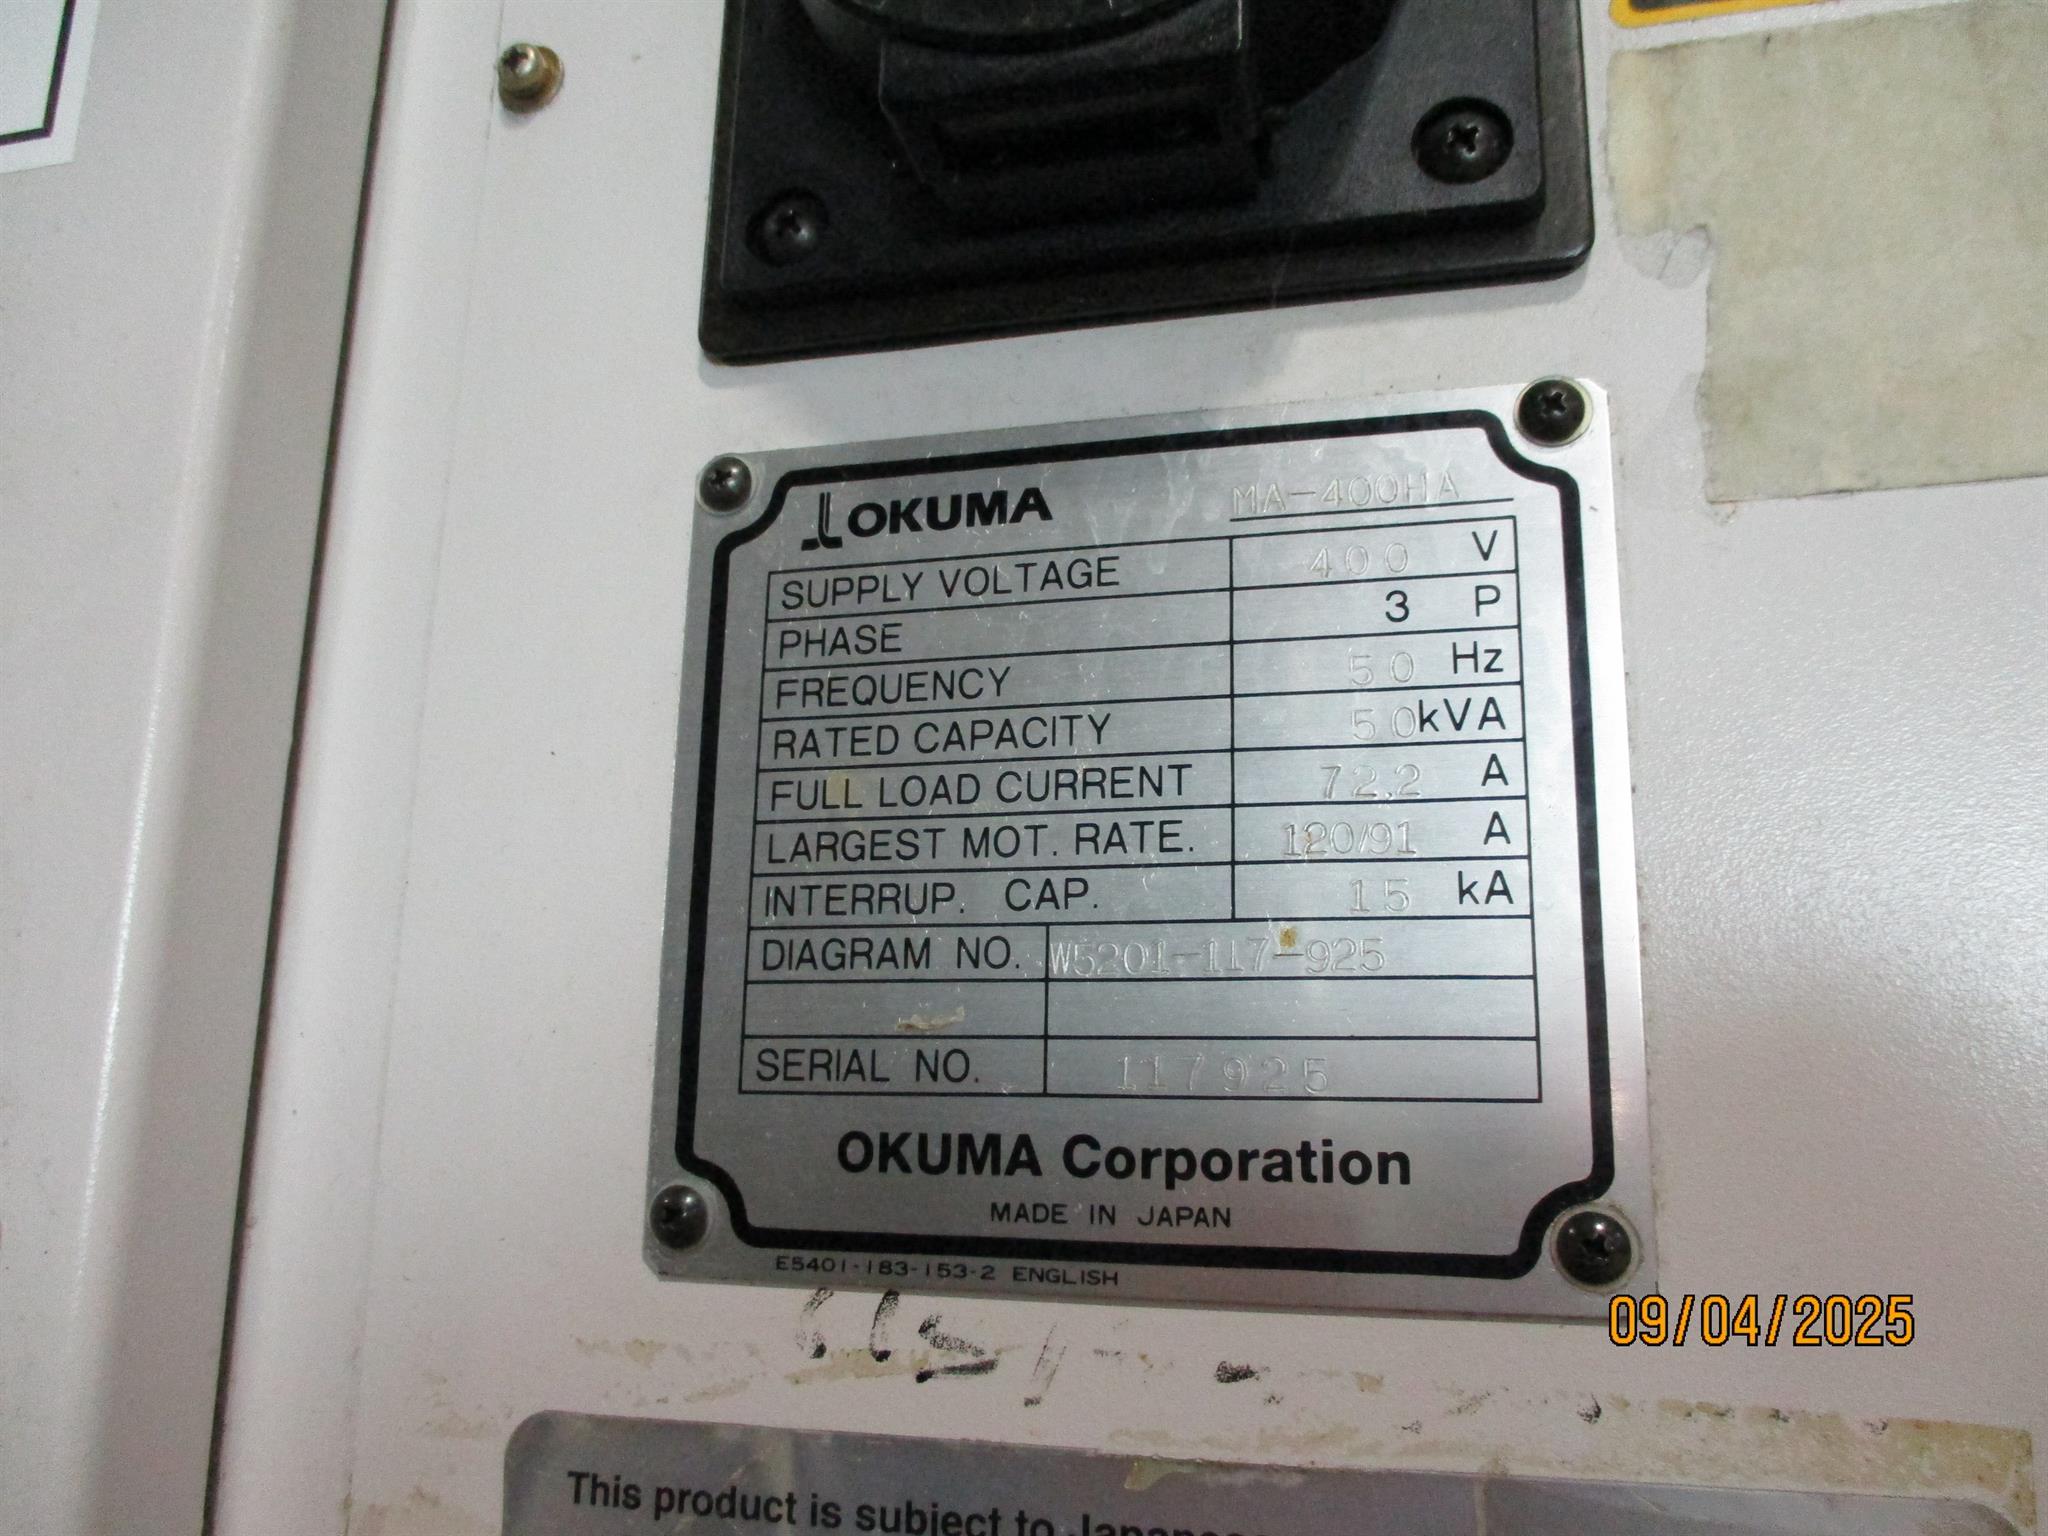 OKUMA MA-400HA
SUPPLY VOLTAGE 400 V
PHASE 3 P
FREQUENCY 50 Hz
RATED CAPACITY 50 kVA
FULL LOAD CURRENT 72.2 A
LARGEST MOT. RATE. 120/91 A
INTERRUP. CAP. 15 kA
DIAGRAM NO. W5201-117-925
SERIAL NO. 117925
OKUMA Corporation
MADE IN JAPAN
E5401-183-153-2 ENGLISH
09/04/2025
This product is subject to Japanese